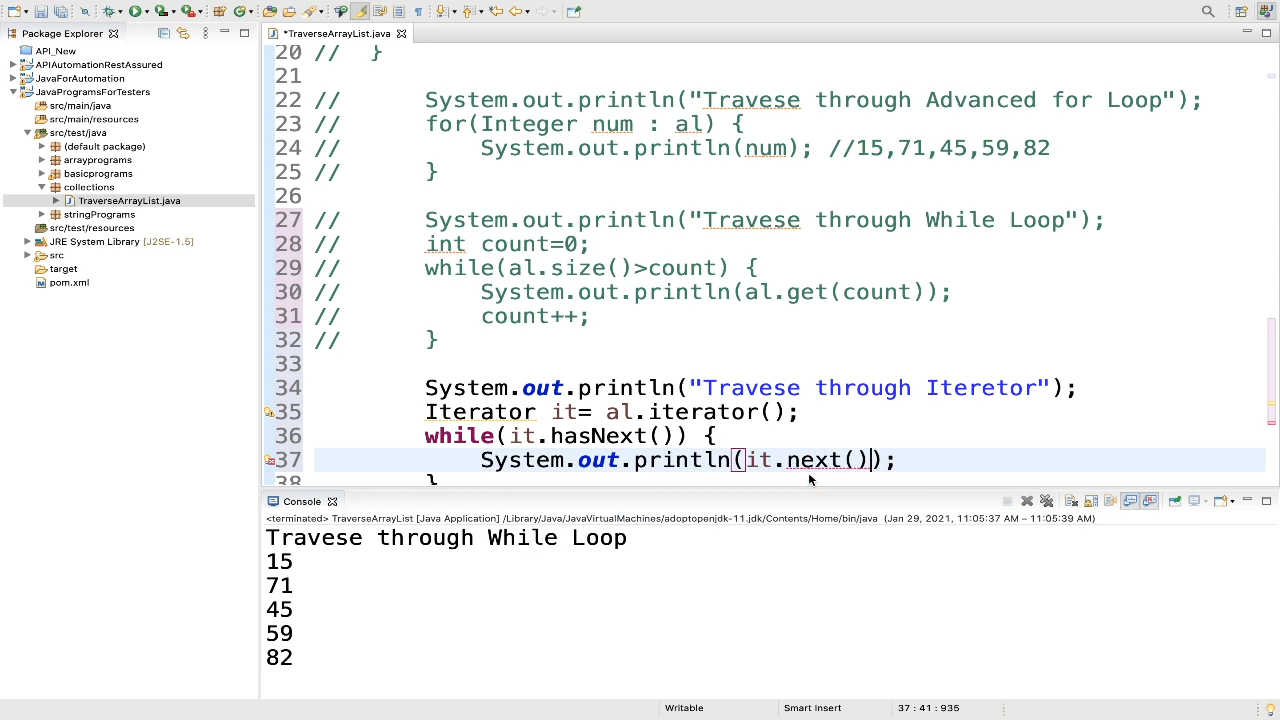 Package Explorer
API_New
APIAutomationRestAssured
JavaForAutomation
JavaProgramsForTesters
src/main/java
src/main/resources
src/test/java
(default package)
arrayprograms
basicprograms
collections
TraverseArrayList.java
stringPrograms
src/test/resources
JRE System Library [J2SE-1.5]
src
target
pom.xml
*TraverseArrayList.java
20 // }
21
22 // System.out.println("Travese through Advanced for Loop");
23 // for(Integer num : al) {
24 // System.out.println(num); //15,71,45,59,82
25 // }
26
27 // System.out.println("Travese through While Loop");
28 // int count=0;
29 // while(al.size()>count) {
30 // System.out.println(al.get(count));
31 // count++;
32 // }
33
34 System.out.println("Travese through Iteretor");
35 Iterator it= al.iterator();
36 while(it.hasNext()) {
37 System.out.println(it.next());
38 }
Console
<terminated> TraverseArrayList [Java Application] /Library/Java/JavaVirtualMachines/adoptopenjdk-11.jdk/Contents/Home/bin/java (Jan 29, 2021, 11:05:37 AM – 11:05:39 AM)
Travese through While Loop
15
71
45
59
82
Writable
Smart Insert
37 : 41 : 935